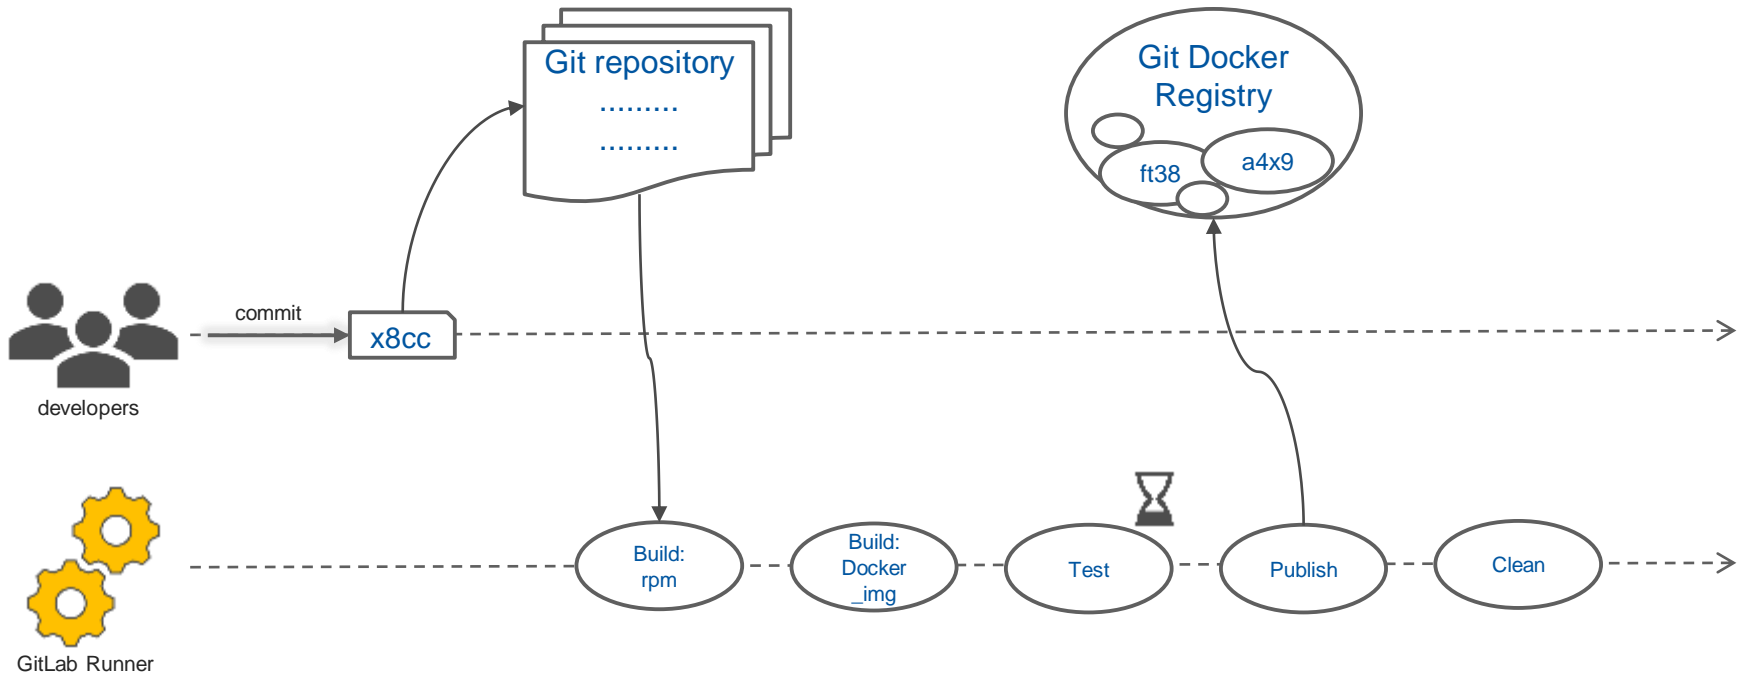 Git repository
.........
.........
Git Docker
Registry
ft38
a4x9
commit
x8cc
developers
Build:
rpm
Build:
Docker
_img
Test
Publish
Clean
GitLab Runner